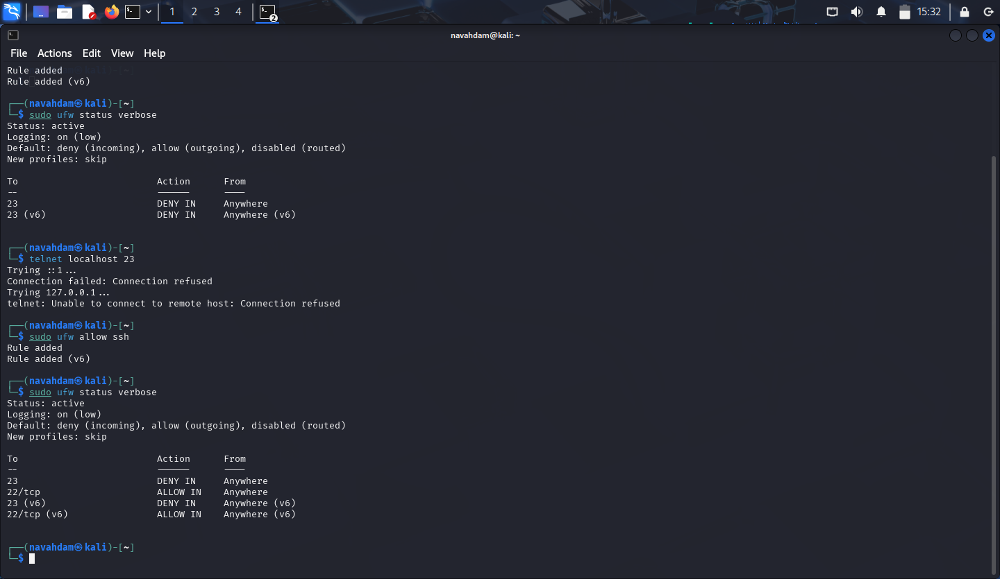 1 2 3 4 2 15:32
navahdam@kali: ~
File Actions Edit View Help
Rule added
Rule added (v6)
┌──(navahdam㉿kali)-[~]
└─$ sudo ufw status verbose
Status: active
Logging: on (low)
Default: deny (incoming), allow (outgoing), disabled (routed)
New profiles: skip
To Action From
-- ------ ----
23 DENY IN Anywhere
23 (v6) DENY IN Anywhere (v6)
┌──(navahdam㉿kali)-[~]
└─$ telnet localhost 23
Trying ::1...
Connection failed: Connection refused
Trying 127.0.0.1...
telnet: Unable to connect to remote host: Connection refused
┌──(navahdam㉿kali)-[~]
└─$ sudo ufw allow ssh
Rule added
Rule added (v6)
┌──(navahdam㉿kali)-[~]
└─$ sudo ufw status verbose
Status: active
Logging: on (low)
Default: deny (incoming), allow (outgoing), disabled (routed)
New profiles: skip
To Action From
-- ------ ----
23 DENY IN Anywhere
22/tcp ALLOW IN Anywhere
23 (v6) DENY IN Anywhere (v6)
22/tcp (v6) ALLOW IN Anywhere (v6)
┌──(navahdam㉿kali)-[~]
└─$